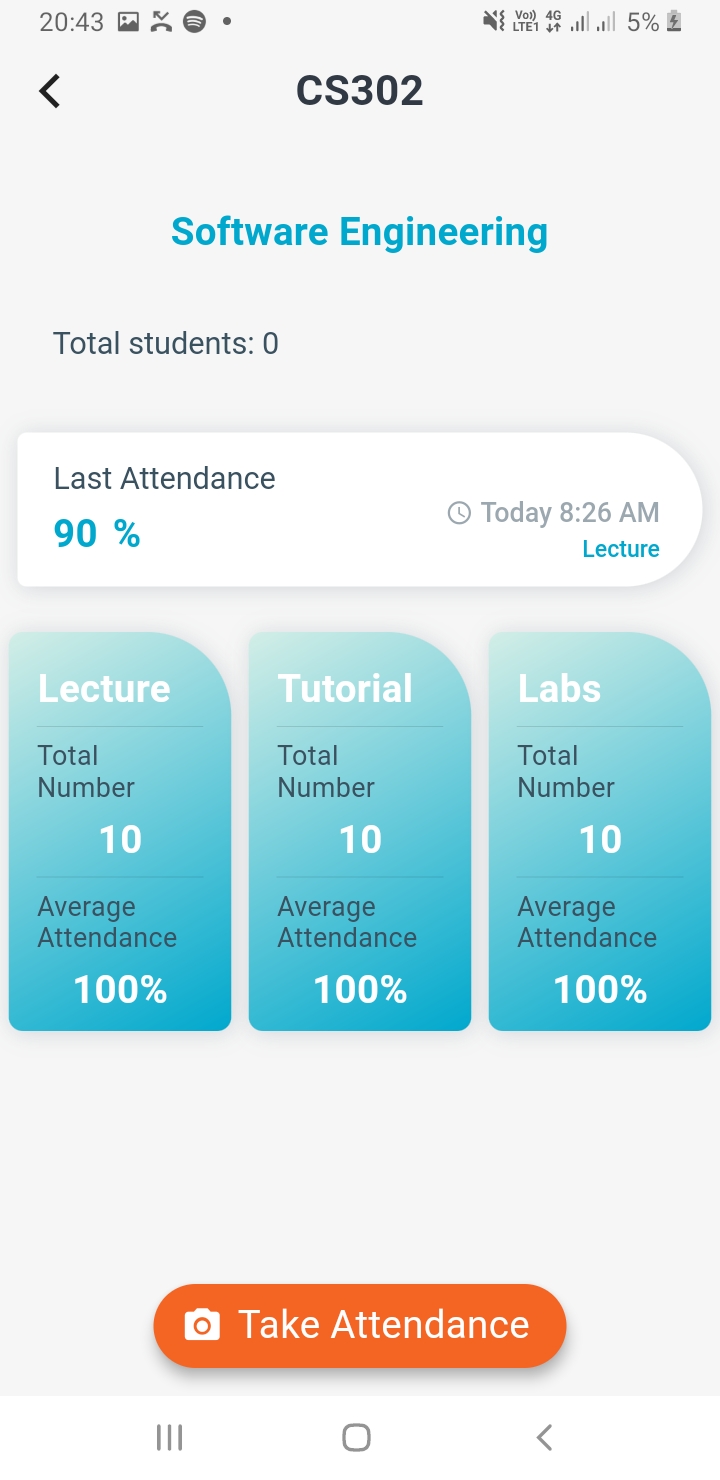 20:43 Vo)) LTE1 4G 5%
CS302
Software Engineering
Total students: 0
Last Attendance
90 %
Today 8:26 AM
Lecture
Lecture
Total
Number
10
Average
Attendance
100%
Tutorial
Total
Number
10
Average
Attendance
100%
Labs
Total
Number
10
Average
Attendance
100%
Take Attendance